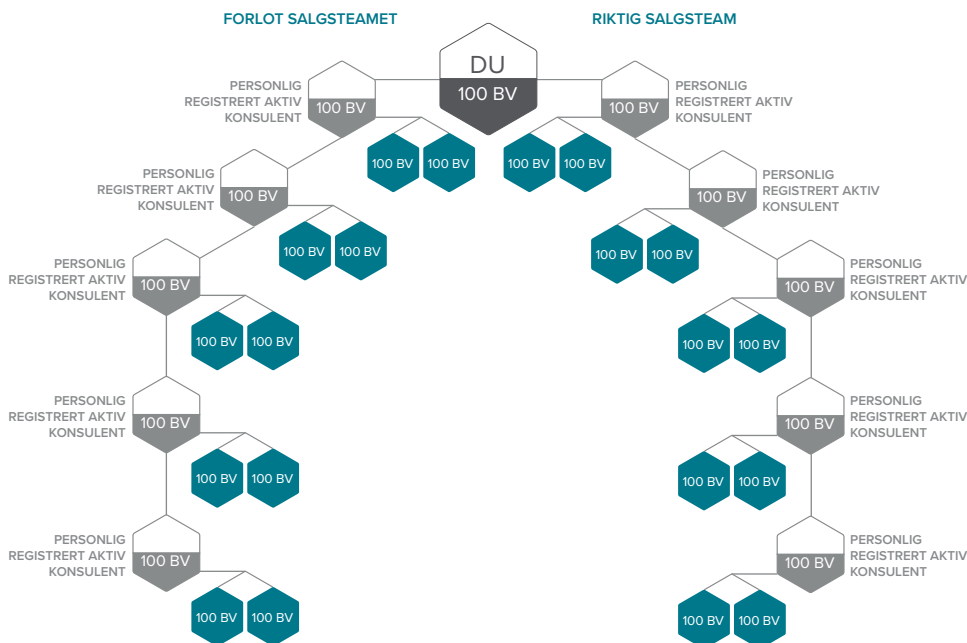 FORLOT SALGSTEAMET
RIKTIG SALGSTEAM
DU
100 BV
PERSONLIG
REGISTRERT AKTIV
KONSULENT
100 BV
100 BV
PERSONLIG
REGISTRERT AKTIV
KONSULENT
100 BV
100 BV
100 BV
100 BV
PERSONLIG
REGISTRERT AKTIV
KONSULENT
100 BV
100 BV
PERSONLIG
REGISTRERT AKTIV
KONSULENT
100 BV
100 BV
100 BV
100 BV
PERSONLIG
REGISTRERT AKTIV
KONSULENT
100 BV
100 BV
PERSONLIG
REGISTRERT AKTIV
KONSULENT
100 BV
100 BV
100 BV
100 BV
PERSONLIG
REGISTRERT AKTIV
KONSULENT
100 BV
100 BV
PERSONLIG
REGISTRERT AKTIV
KONSULENT
100 BV
100 BV
100 BV
100 BV
PERSONLIG
REGISTRERT AKTIV
KONSULENT
100 BV
100 BV
PERSONLIG
REGISTRERT AKTIV
KONSULENT
100 BV
100 BV
100 BV
100 BV